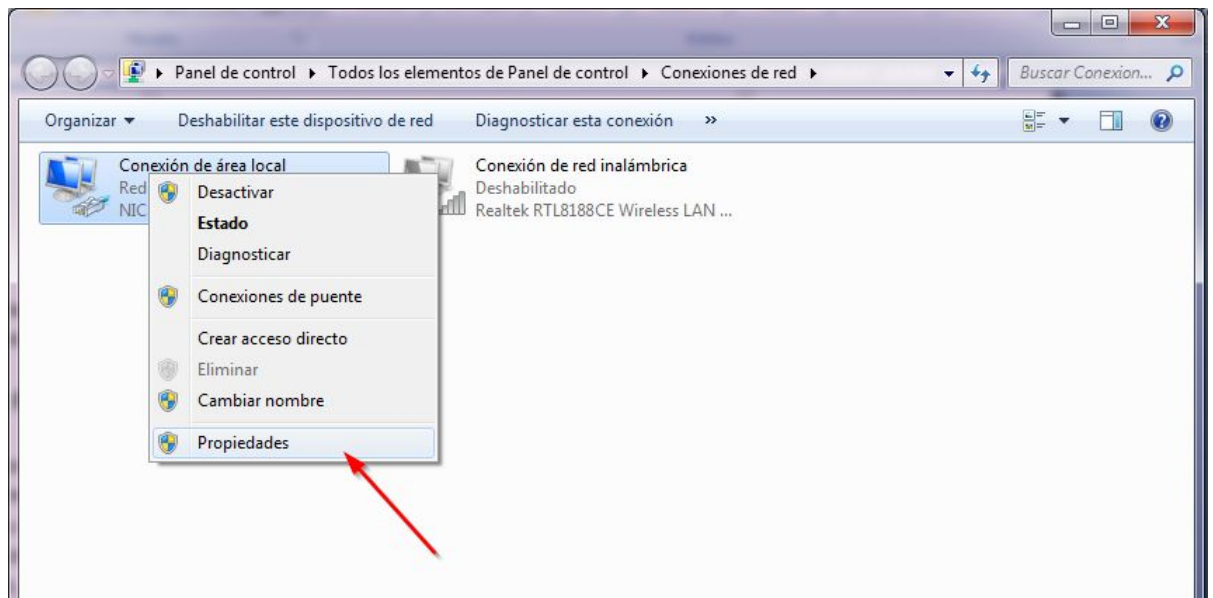 Panel de control ▸ Todos los elementos de Panel de control ▸ Conexiones de red ▸
Buscar Conexion...
Organizar Deshabilitar este dispositivo de red Diagnosticar esta conexión »
Conexión de área local
Red
NIC
Conexión de red inalámbrica
Deshabilitado
Realtek RTL8188CE Wireless LAN ...
Desactivar
Estado
Diagnosticar
Conexiones de puente
Crear acceso directo
Eliminar
Cambiar nombre
Propiedades